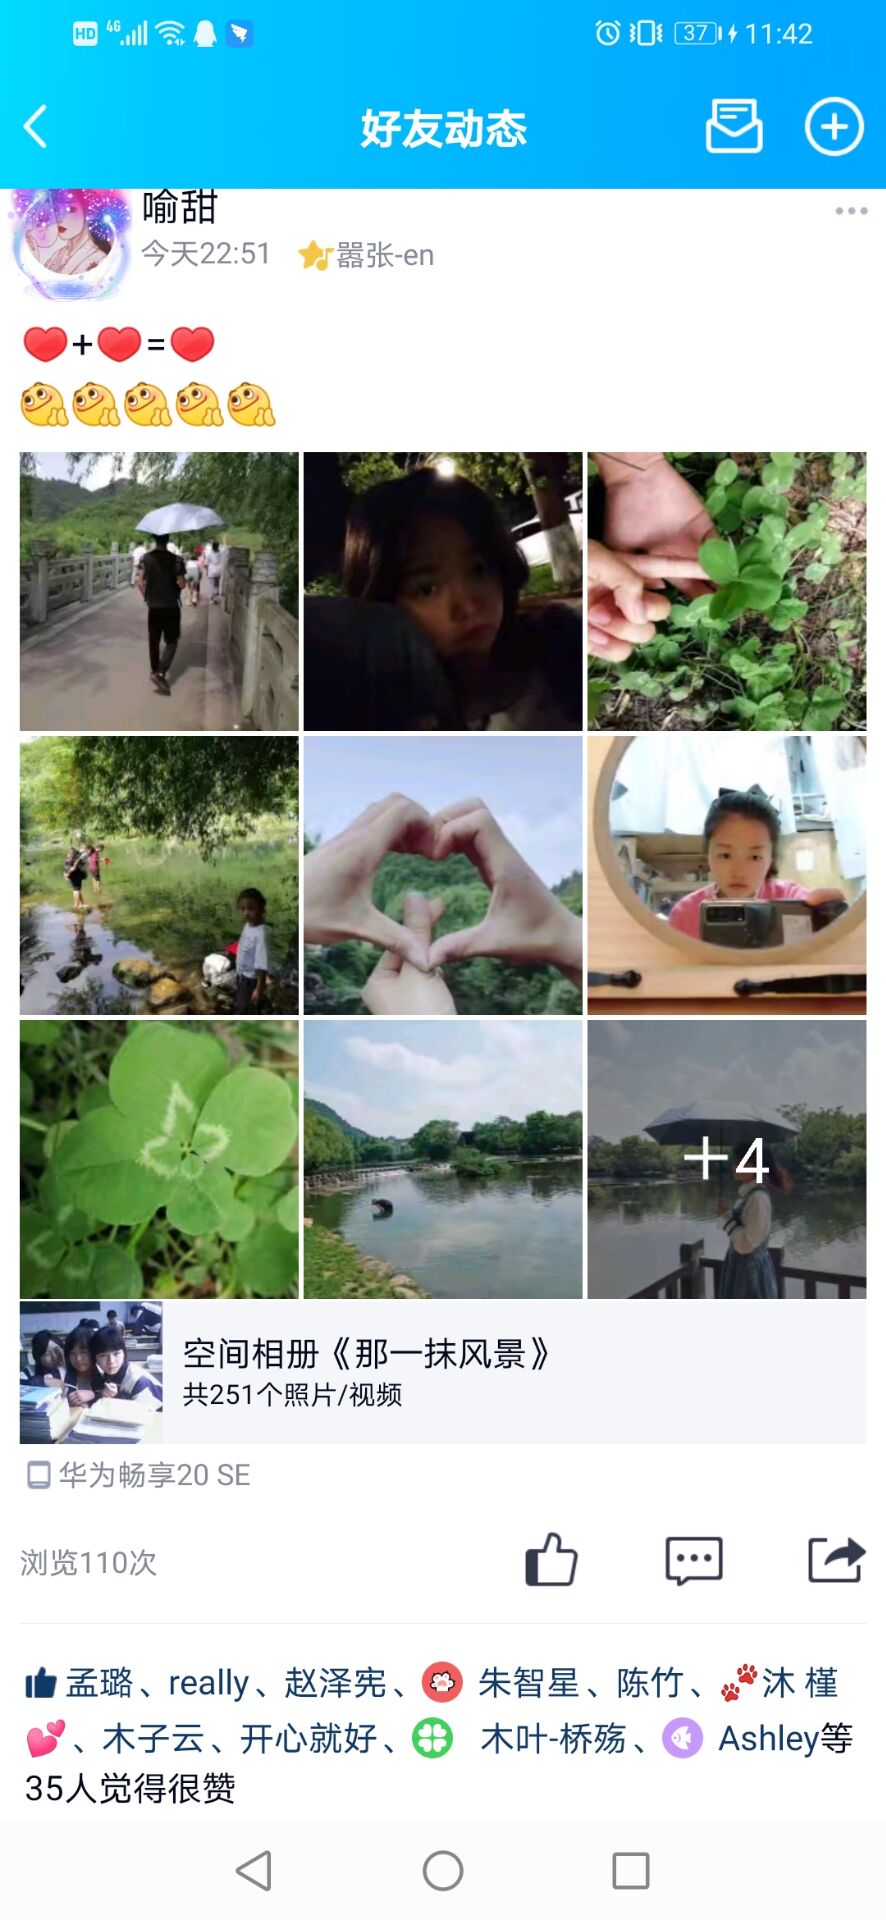 HD 4G 37 11:42
好友动态
喻甜
今天22:51 嚣张-en
+ =
+4
空间相册《那一抹风景》
共251个照片/视频
华为畅享20 SE
浏览110次
孟璐、really、赵泽宪、 朱智星、陈竹、 沐 槿
、木子云、开心就好、 木叶-桥殇、 Ashley等
35人觉得很赞